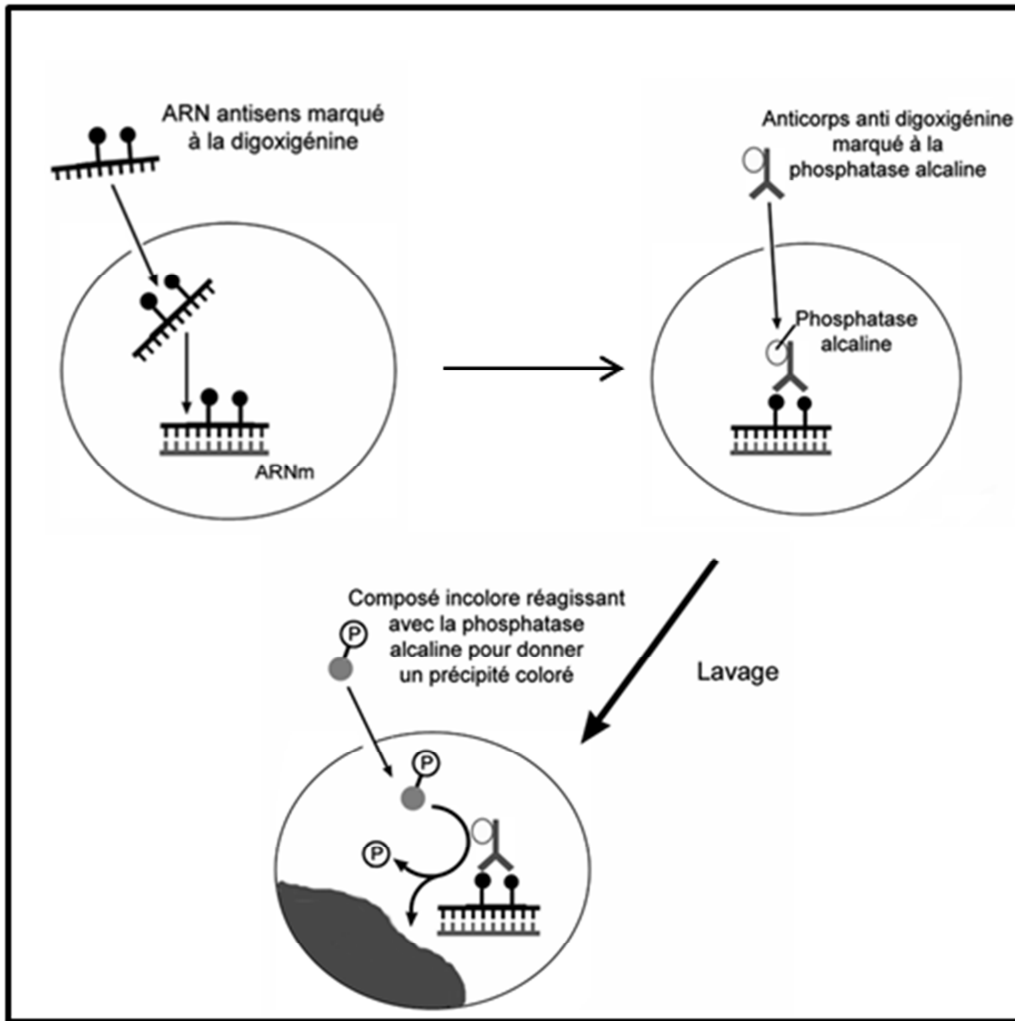 ARN antisens marqué
à la digoxigénine
ARNm
Anticorps anti digoxigénine
marqué à la
phosphatase alcaline
Phosphatase
alcaline
Lavage
Composé incolore réagissant
avec la phosphatase
alcaline pour donner
un précipité coloré
P
P
P